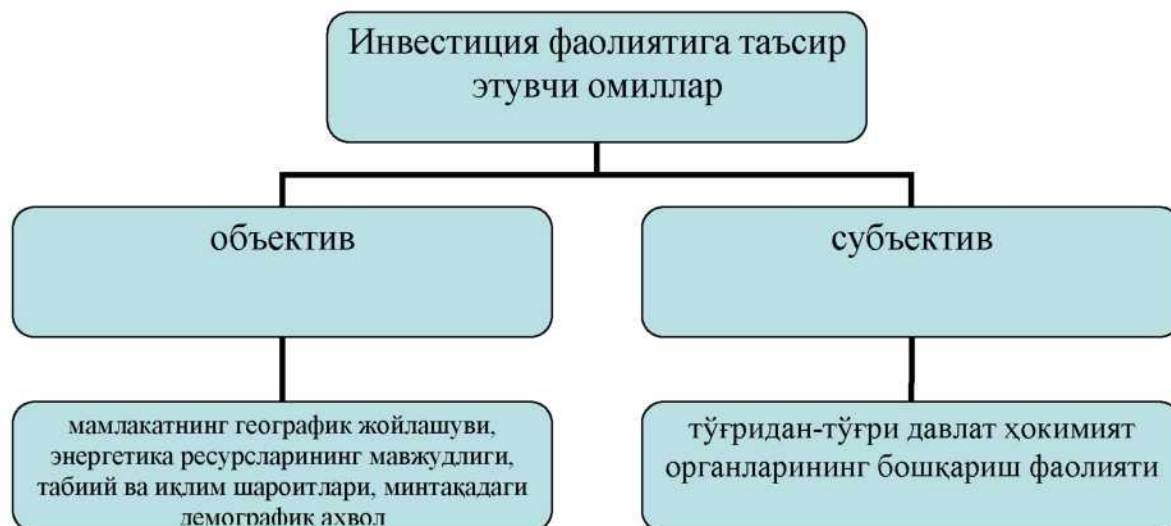 Инвестиция фаолиятига таъсир
этувчи омиллар
объектив
субъектив
мамлакатнинг географик жойлашуви,
энергетика ресурсларининг мавжудлиги,
табиий ва иқлим шароитлари, минтақадаги
демографик ахвол
тўғридан-тўғри давлат ҳокимият
органларининг бошқариш фаолияти